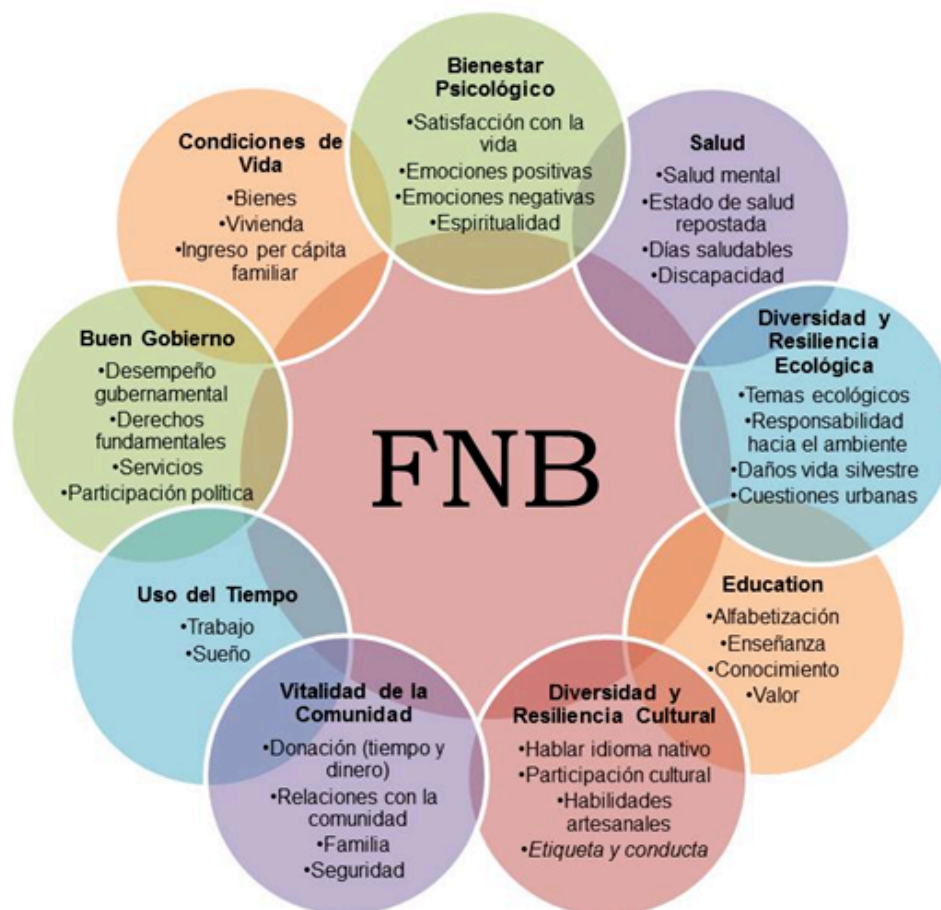 Bienestar
Psicológico
•Satisfacción con la
vida
•Emociones positivas
•Emociones negativas
•Espiritualidad
Salud
•Salud mental
•Estado de salud
repostada
•Días saludables
•Discapacidad
Diversidad y
Resiliencia
Ecológica
•Temas ecológicos
•Responsabilidad
hacia el ambiente
•Daños vida silvestre
•Cuestiones urbanas
Education
•Alfabetización
•Enseñanza
•Conocimiento
•Valor
Diversidad y
Resiliencia Cultural
•Hablar idioma nativo
•Participación cultural
•Habilidades
artesanales
•Etiqueta y conducta
Vitalidad de la
Comunidad
•Donación (tiempo y
dinero)
•Relaciones con la
comunidad
•Familia
•Seguridad
Uso del Tiempo
•Trabajo
•Sueño
Buen Gobierno
•Desempeño
gubernamental
•Derechos
fundamentales
•Servicios
•Participación política
Condiciones de
Vida
•Bienes
•Vivienda
•Ingreso per cápita
familiar
FNB